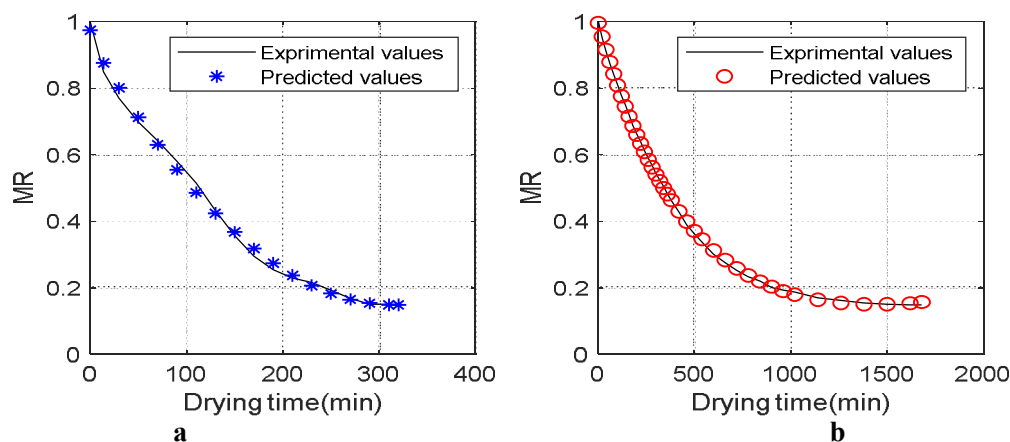 1
0.8
0.6
0.4
0.2
0
MR
Exprimental values
Predicted values
0
100
200
300
400
Drying time(min)
a
1
0.8
0.6
0.4
0.2
0
MR
Exprimental values
Predicted values
0
500
1000
1500
2000
Drying time(min)
b